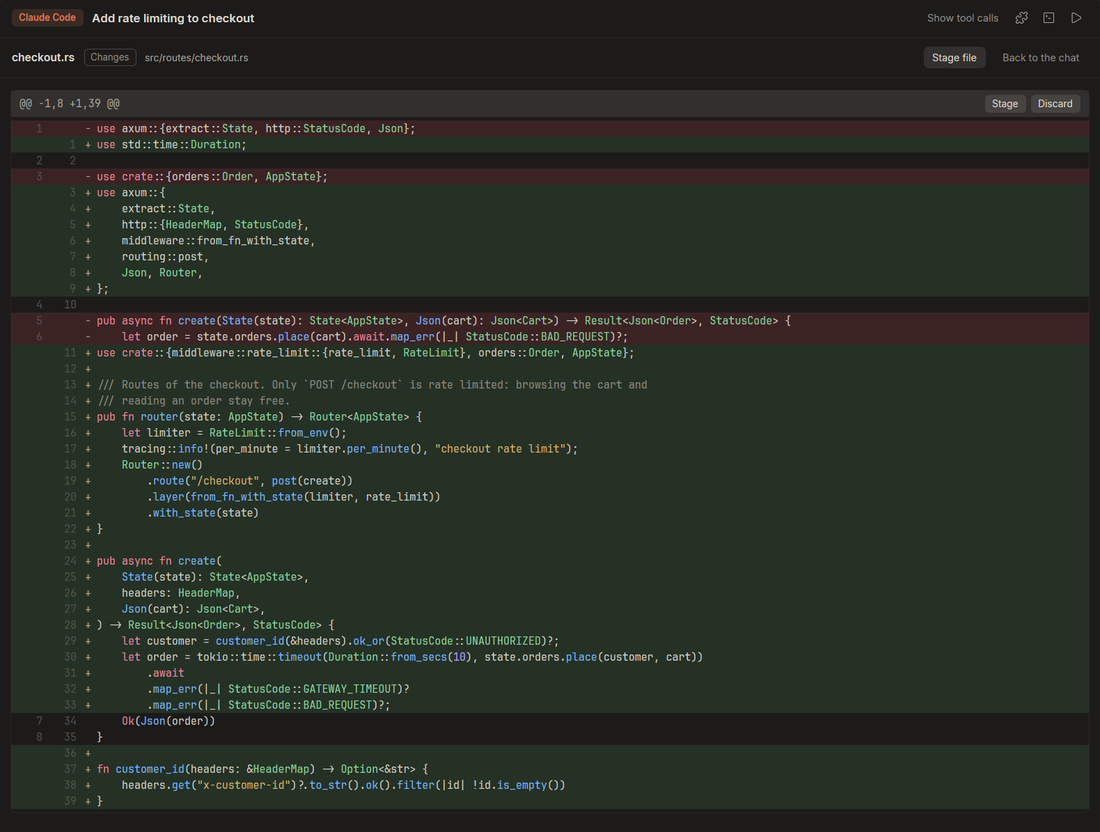 Claude Code Add rate limiting to checkout Show tool calls
checkout.rs Changes src/routes/checkout.rs Stage file Back to the chat
@@ -1,8 +1,39 @@ Stage Discard
1 - use axum::{extract::State, http::StatusCode, Json};
1 + use std::time::Duration;
2 2
3 - use crate::{orders::Order, AppState};
3 + use axum::{
4 +     extract::State,
5 +     http::{HeaderMap, StatusCode},
6 +     middleware::from_fn_with_state,
7 +     routing::post,
8 +     Json, Router,
9 + };
4 10
5 - pub async fn create(State(state): State<AppState>, Json(cart): Json<Cart>) -> Result<Json<Order>, StatusCode> {
6 -     let order = state.orders.place(cart).await.map_err(|_| StatusCode::BAD_REQUEST)?;
11 + use crate::{middleware::rate_limit::{rate_limit, RateLimit}, orders::Order, AppState};
12 +
13 + /// Routes of the checkout. Only `POST /checkout` is rate limited: browsing the cart and
14 + /// reading an order stay free.
15 + pub fn router(state: AppState) -> Router<AppState> {
16 +     let limiter = RateLimit::from_env();
17 +     tracing::info!(per_minute = limiter.per_minute(), "checkout rate limit");
18 +     Router::new()
19 +         .route("/checkout", post(create))
20 +         .layer(from_fn_with_state(limiter, rate_limit))
21 +         .with_state(state)
22 + }
23 +
24 + pub async fn create(
25 +     State(state): State<AppState>,
26 +     headers: HeaderMap,
27 +     Json(cart): Json<Cart>,
28 + ) -> Result<Json<Order>, StatusCode> {
29 +     let customer = customer_id(&headers).ok_or(StatusCode::UNAUTHORIZED)?;
30 +     let order = tokio::time::timeout(Duration::from_secs(10), state.orders.place(customer, cart))
31 +         .await
32 +         .map_err(|_| StatusCode::GATEWAY_TIMEOUT)?
33 +         .map_err(|_| StatusCode::BAD_REQUEST)?;
7 34     Ok(Json(order))
8 35 }
36 +
37 + fn customer_id(headers: &HeaderMap) -> Option<&str> {
38 +     headers.get("x-customer-id")?.to_str().ok().filter(|id| !id.is_empty())
39 + }